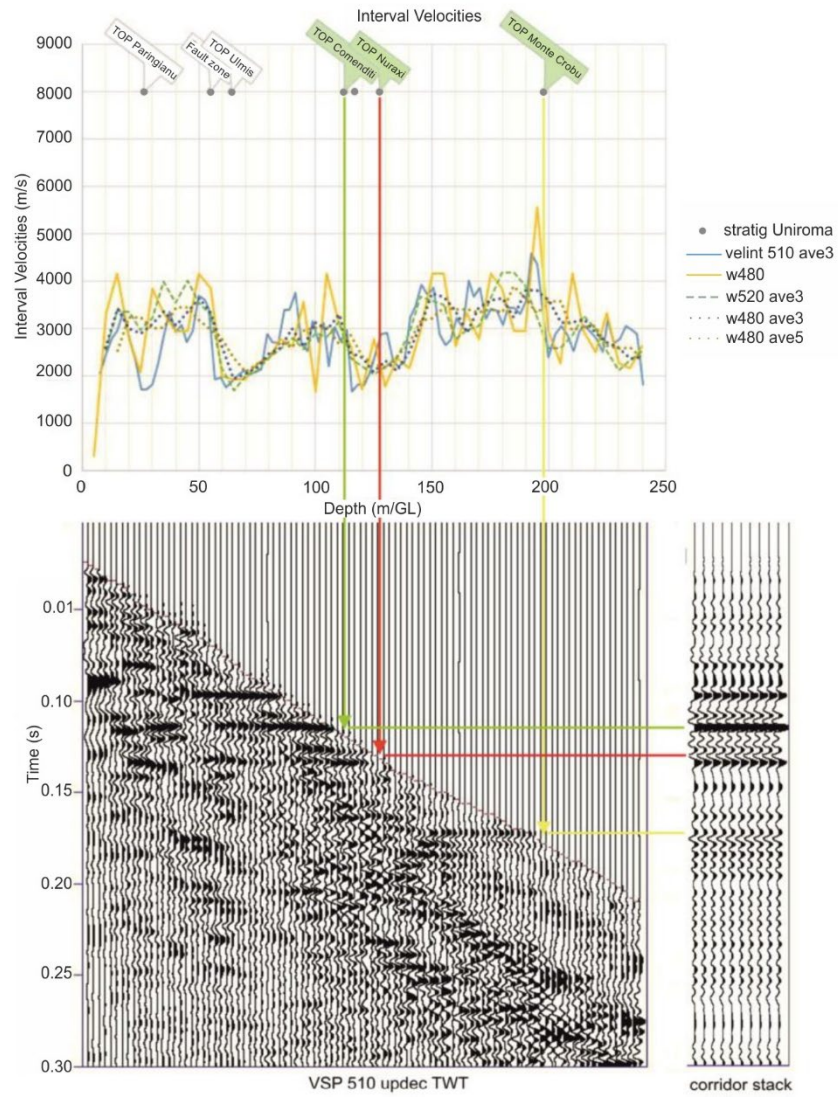 Interval Velocities
9000
8000
7000
6000
5000
4000
3000
2000
1000
0
Interval Velocities (m/s)
TOP Paringianu
Fault zone
TOP Ulmis
TOP Comenditi
TOP Nuraxi
TOP Monte Crobu
stratig Uniroma
velint 510 ave3
w480
w520 ave3
w480 ave3
w480 ave5
0
50
100
150
200
250
Depth (m/GL)
0.01
0.10
0.15
0.20
0.25
0.30
Time (s)
VSP 510 updec TWT
corridor stack